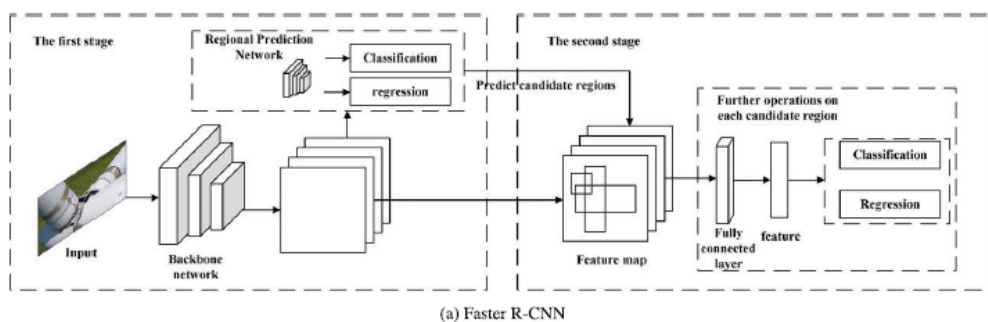 The first stage
Regional Prediction
Network
Classification
regression
Predict candidate regions
Input
Backbone
network
The second stage
Feature map
Further operations on
each candidate region
Fully
connected
layer
feature
Classification
Regression
(a) Faster R-CNN